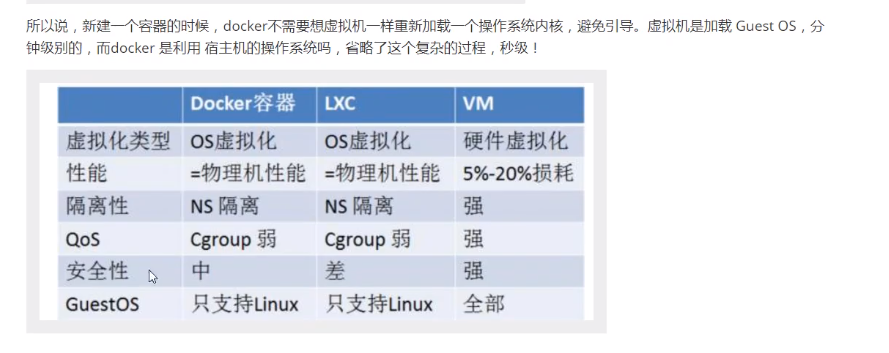 所以说，新建一个容器的时候，docker不需要想虚拟机一样重新加载一个操作系统内核，避免引导。虚拟机是加载 Guest OS，分
钟级别的，而docker 是利用 宿主机的操作系统吗，省略了这个复杂的过程，秒级！
Docker容器 LXC VM
虚拟化类型 OS虚拟化 OS虚拟化 硬件虚拟化
性能 =物理机性能 =物理机性能 5%-20%损耗
隔离性 NS 隔离 NS 隔离 强
QoS Cgroup 弱 Cgroup 弱 强
安全性 中 差 强
GuestOS 只支持Linux 只支持Linux 全部